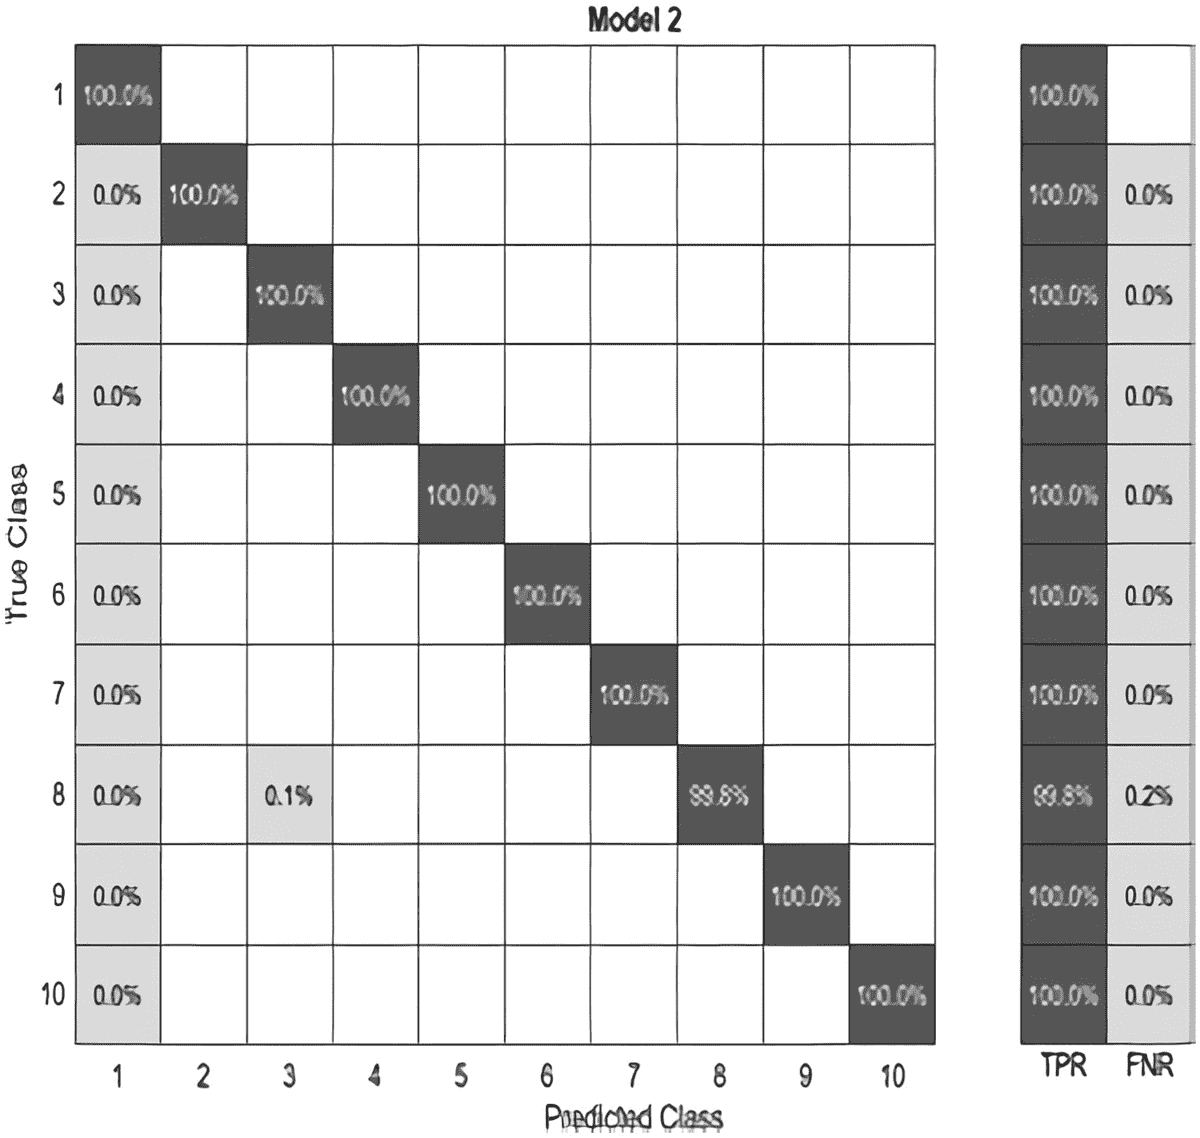 Model 2
1 100.0% 100.0%
2 0.0% 100.0% 100.0% 0.0%
3 0.0% 100.0% 100.0% 0.0%
4 0.0% 100.0% 100.0% 0.0%
5 0.0% 100.0% 100.0% 0.0%
6 0.0% 100.0% 100.0% 0.0%
7 0.0% 100.0% 100.0% 0.0%
8 0.0% 0.1% 99.8% 99.8% 0.2%
9 0.0% 100.0% 100.0% 0.0%
10 0.0% 100.0% 100.0% 0.0%
True Class
1 2 3 4 5 6 7 8 9 10 TPR FNR
Predicted Class